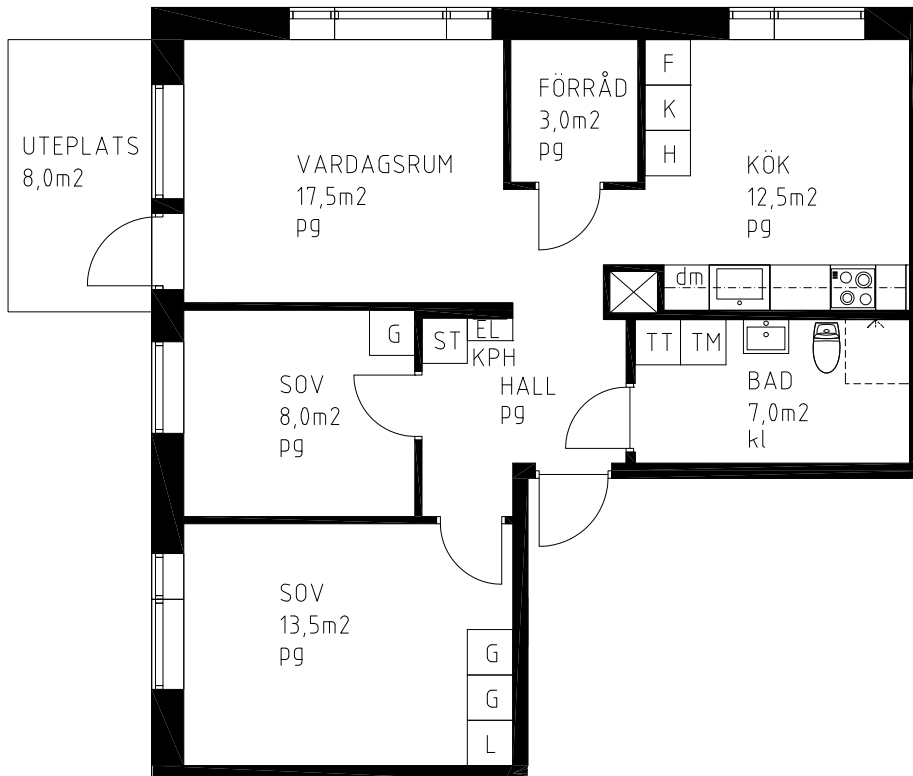 UTEPLATS
8,0m2
VARDAGSRUM
17,5m2
pg
FÖRRÅD
3,0m2
pg
F
K
H
KÖK
12,5m2
pg
dm
G
ST
EL
KPH
HALL
pg
TT
TM
BAD
7,0m2
kl
SOV
8,0m2
pg
SOV
13,5m2
pg
G
G
L